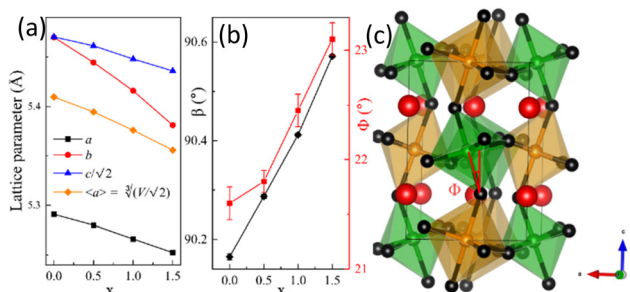 (a)
Lattice parameter (Å)
5.4
5.3
a
b
c/√2
<a> = ∛(V/√2)
0.0 0.5 1.0 1.5
x
(b)
β (°)
90.6
90.4
90.2
Φ (°)
23
22
21
0.0 0.5 1.0 1.5
x
(c)
Φ
c
a